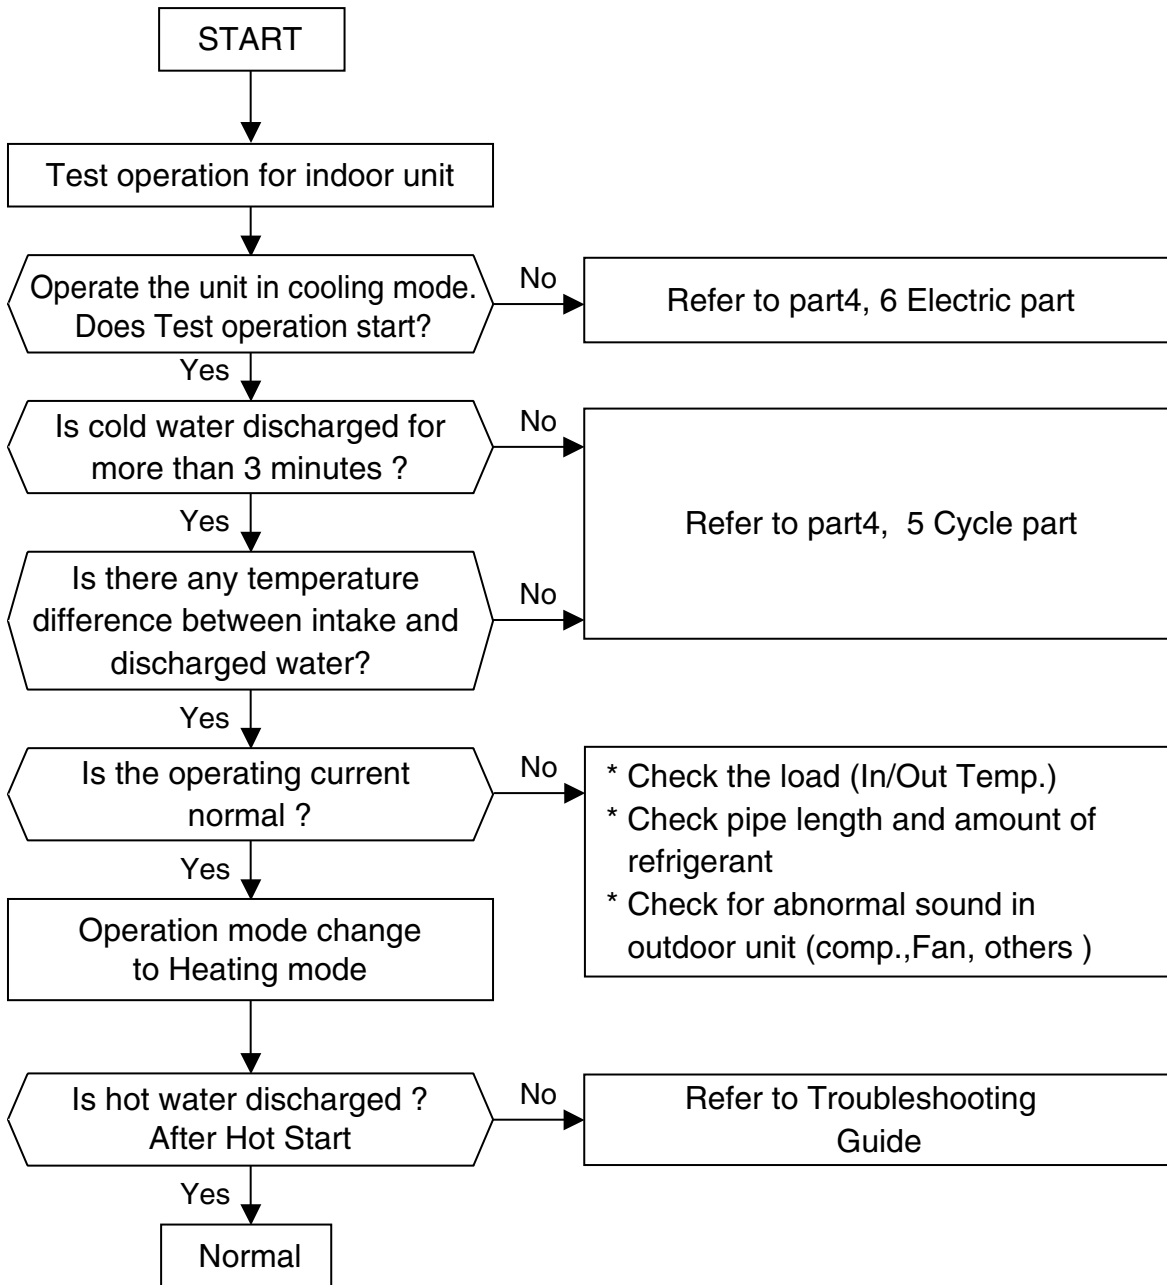 START
Test operation for indoor unit
Operate the unit in cooling mode.
Does Test operation start?
No
Refer to part4, 6 Electric part
Yes
Is cold water discharged for
more than 3 minutes ?
No
Refer to part4,  5 Cycle part
Yes
Is there any temperature
difference between intake and
discharged water?
No
Yes
Is the operating current
normal ?
No
* Check the load (In/Out Temp.)
* Check pipe length and amount of
refrigerant
* Check for abnormal sound in
outdoor unit (comp.,Fan, others )
Yes
Operation mode change
to Heating mode
Is hot water discharged ?
After Hot Start
No
Refer to Troubleshooting
Guide
Yes
Normal